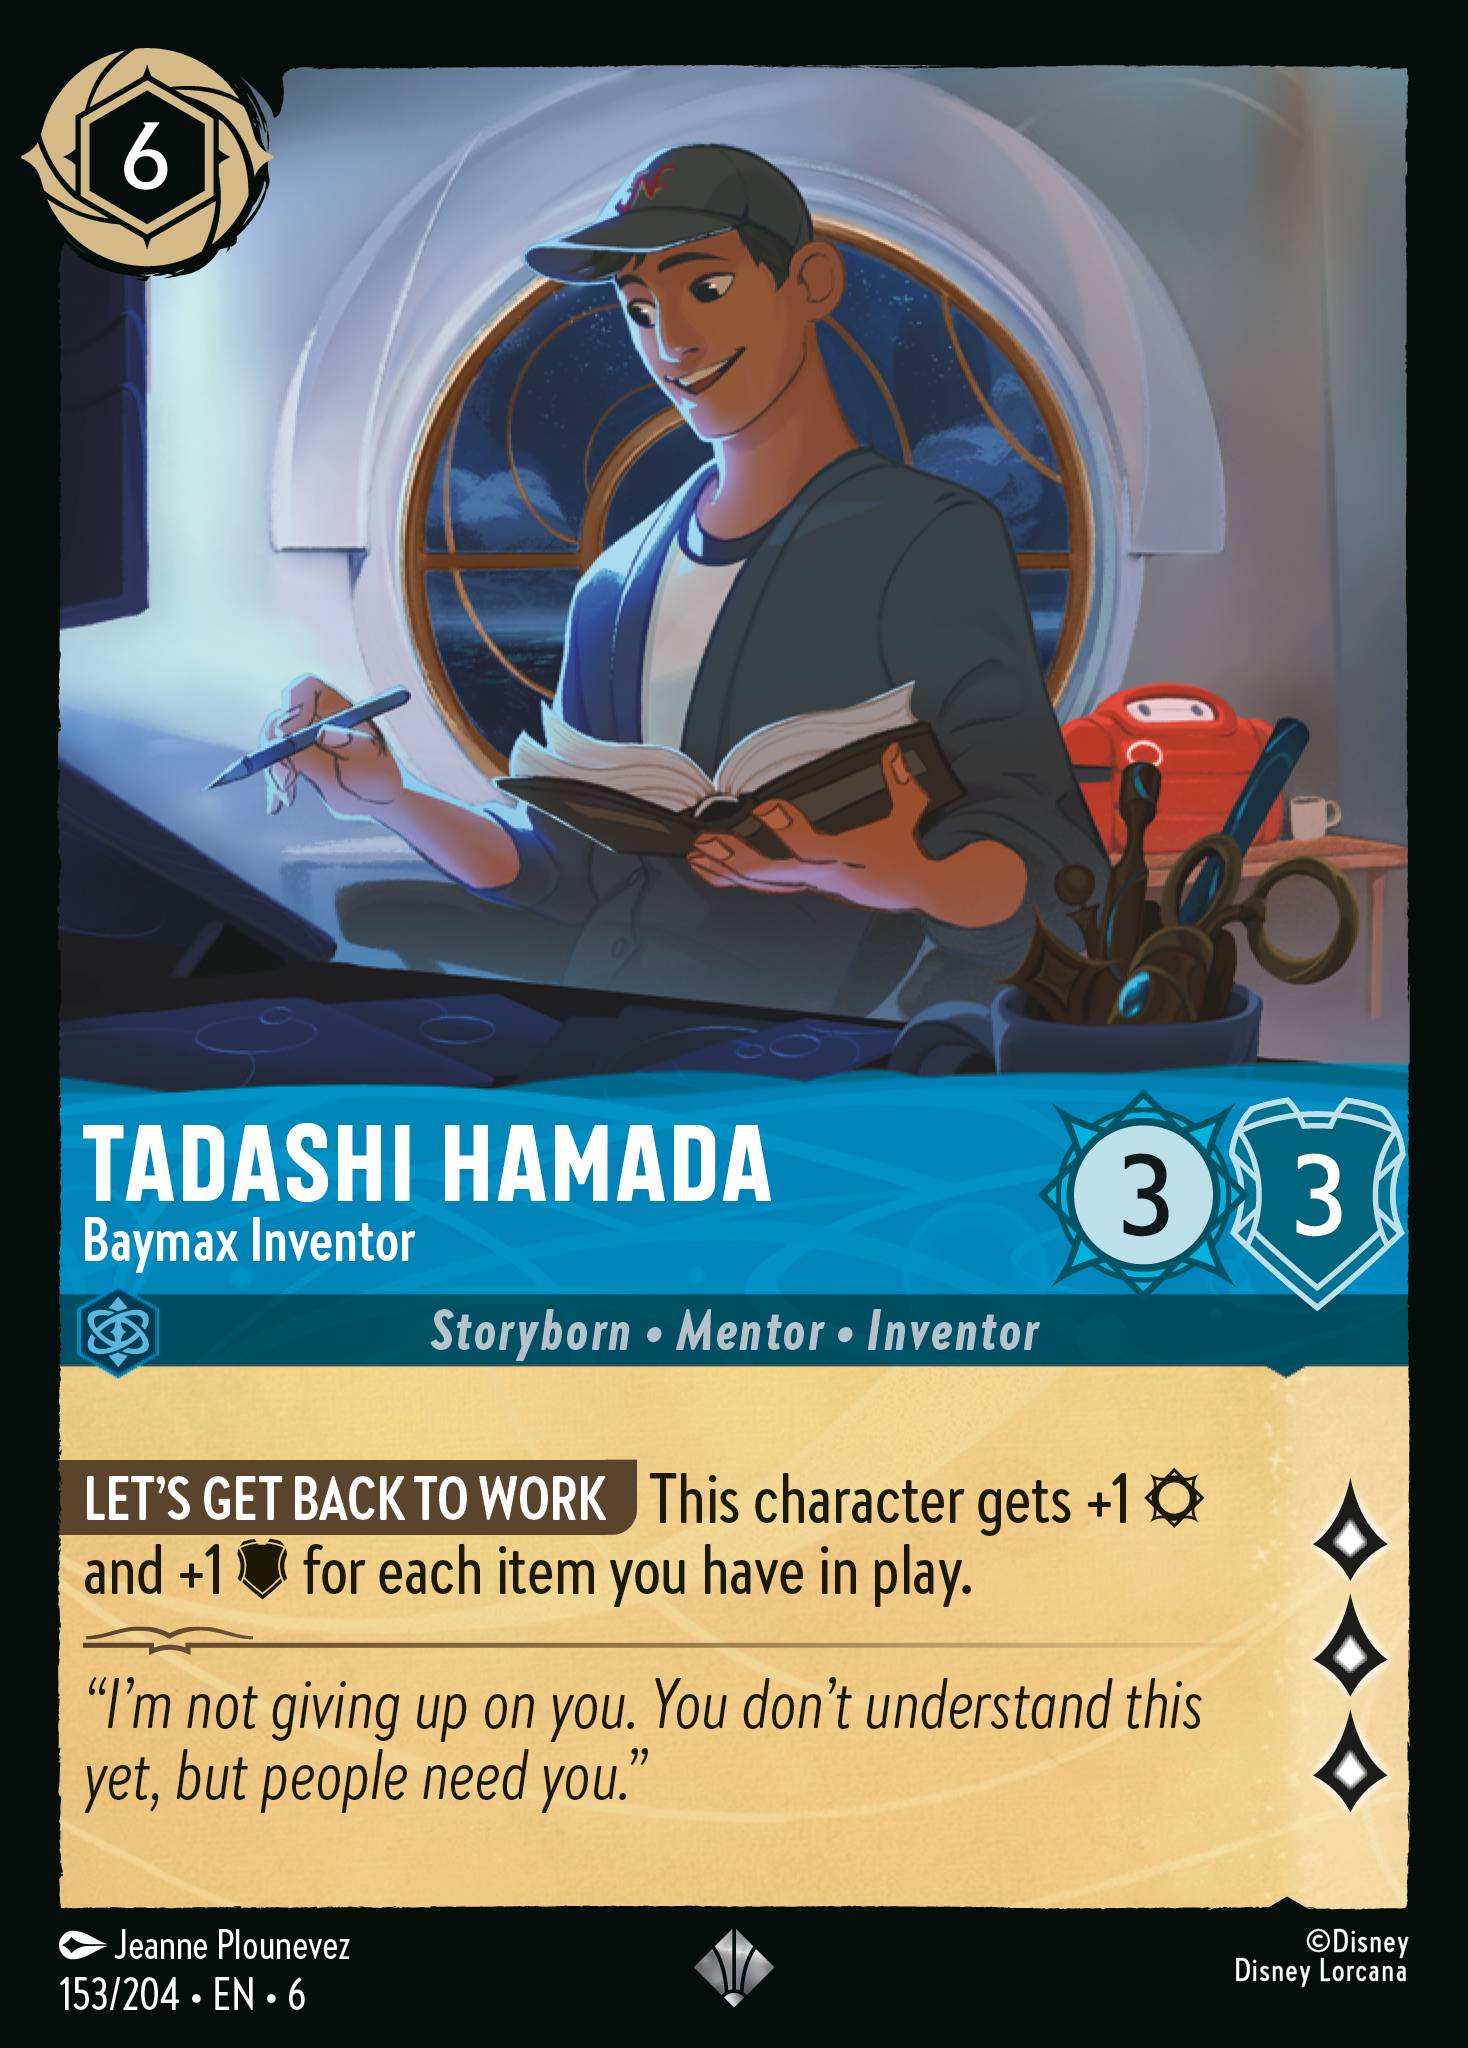 6
TADASHI HAMADA
Baymax Inventor
3
3
Storyborn • Mentor • Inventor
LET'S GET BACK TO WORK This character gets +1
and +1 for each item you have in play.
“I'm not giving up on you. You don't understand this
yet, but people need you.”
Jeanne Plounevez
153/204 • EN • 6
©Disney
Disney Lorcana